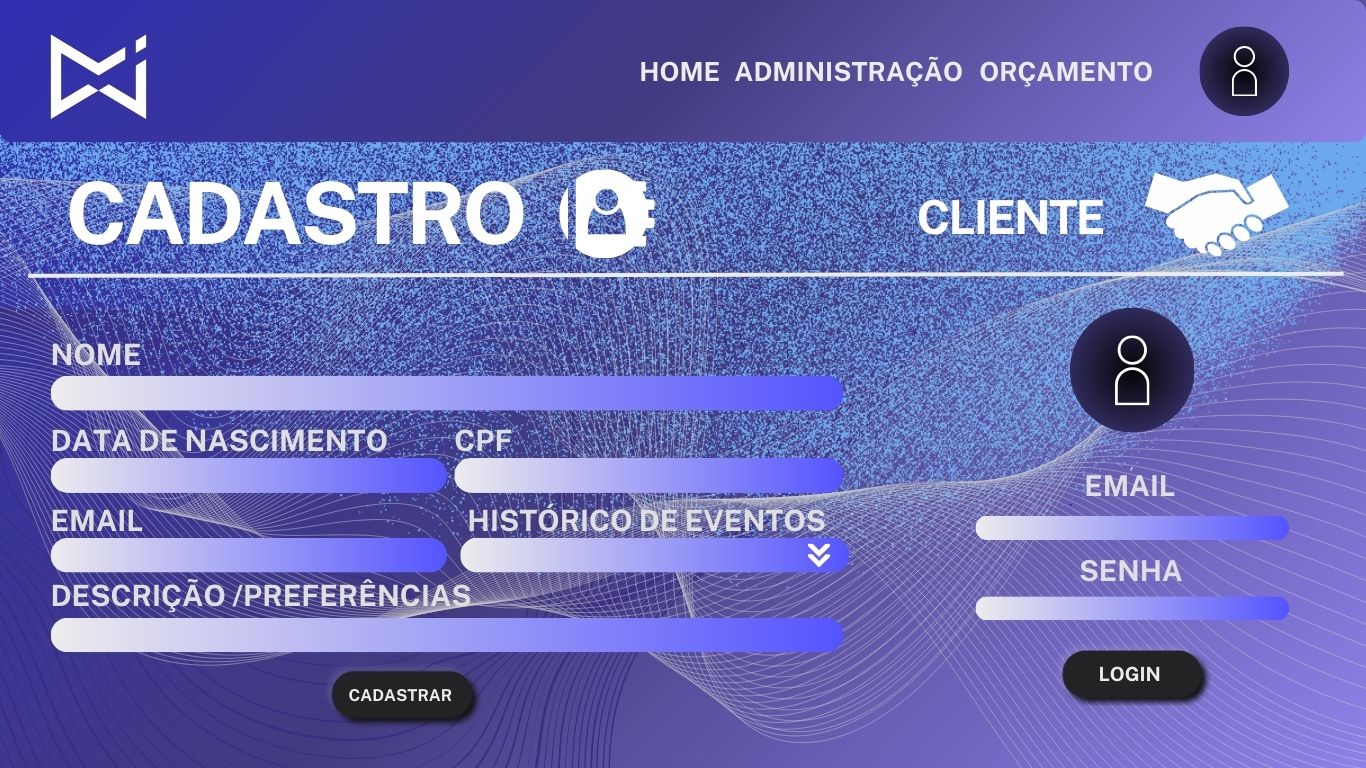 HOME ADMINISTRAÇÃO ORÇAMENTO
CADASTRO
CLIENTE
NOME
DATA DE NASCIMENTO CPF
EMAIL HISTÓRICO DE EVENTOS
DESCRIÇÃO /PREFERÊNCIAS
CADASTRAR
EMAIL
SENHA
LOGIN